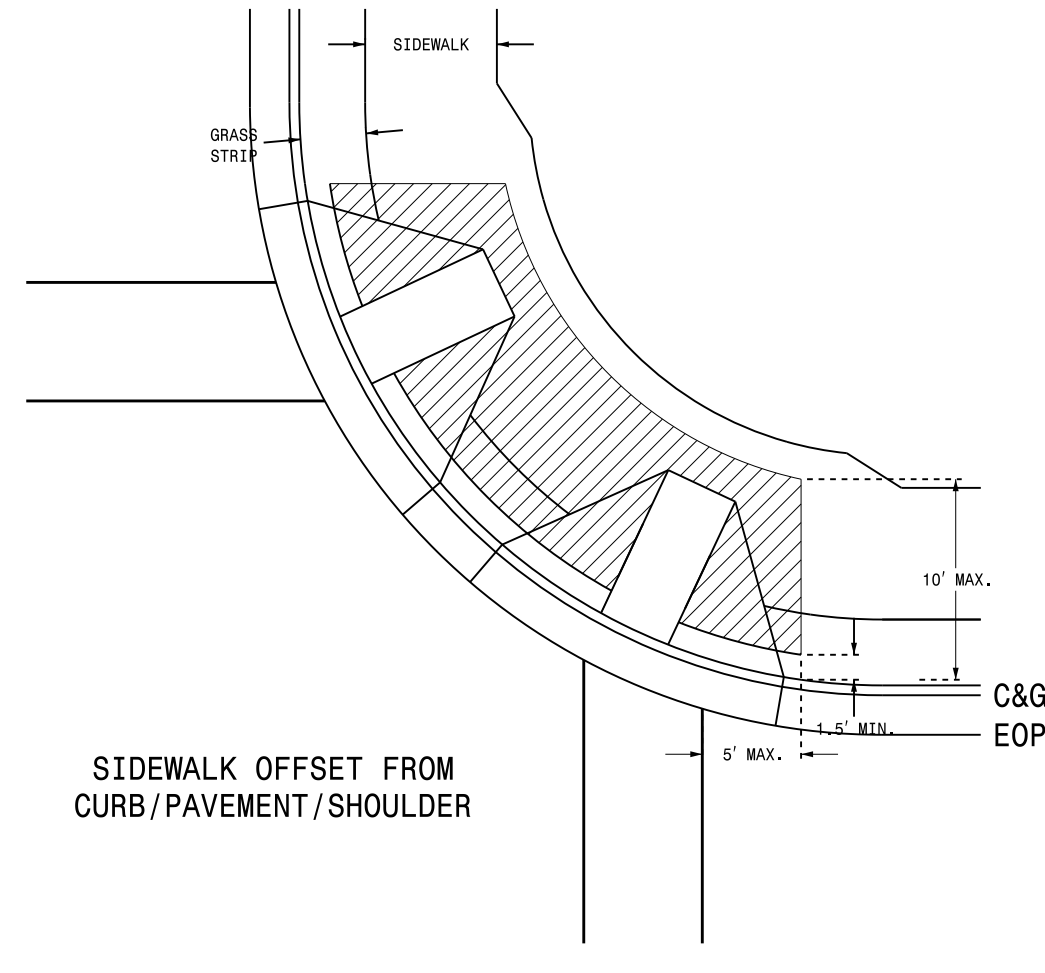 SIDEWALK
GRASS
STRIP
10' MAX.
C&G
1.5' MIN.
EOP
5' MAX.
SIDEWALK OFFSET FROM
CURB/PAVEMENT/SHOULDER